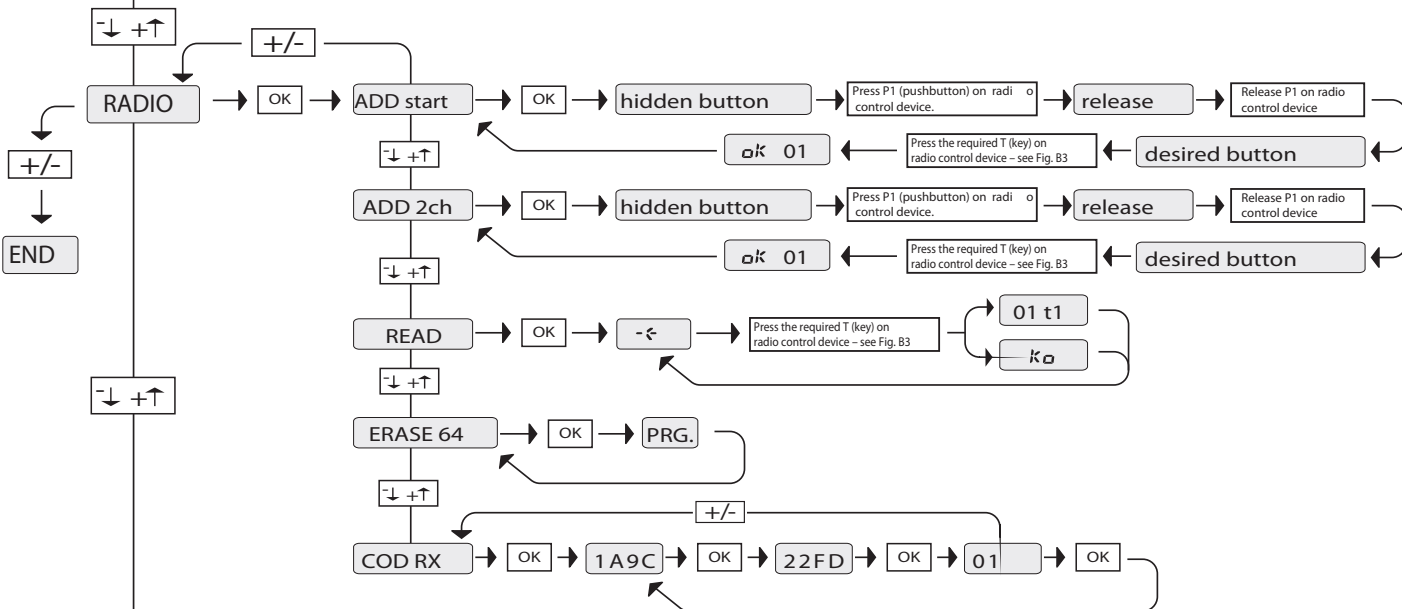 -↓ +↑
+/-
RADIO
OK
ADD start
OK
hidden button
Press P1 (pushbutton) on radi o
control device.
release
Release P1 on radio
control device
+/-
-↓ +↑
ok 01
Press the required T (key) on
radio control device – see Fig. B3
desired button
ADD 2ch
OK
hidden button
Press P1 (pushbutton) on radi o
control device.
release
Release P1 on radio
control device
END
-↓ +↑
ok 01
Press the required T (key) on
radio control device – see Fig. B3
desired button
READ
OK
Press the required T (key) on
radio control device – see Fig. B3
01 t1
Ko
-↓ +↑
-↓ +↑
ERASE 64
OK
PRG.
-↓ +↑
+/-
COD RX
OK
1A9C
OK
22FD
OK
01
OK